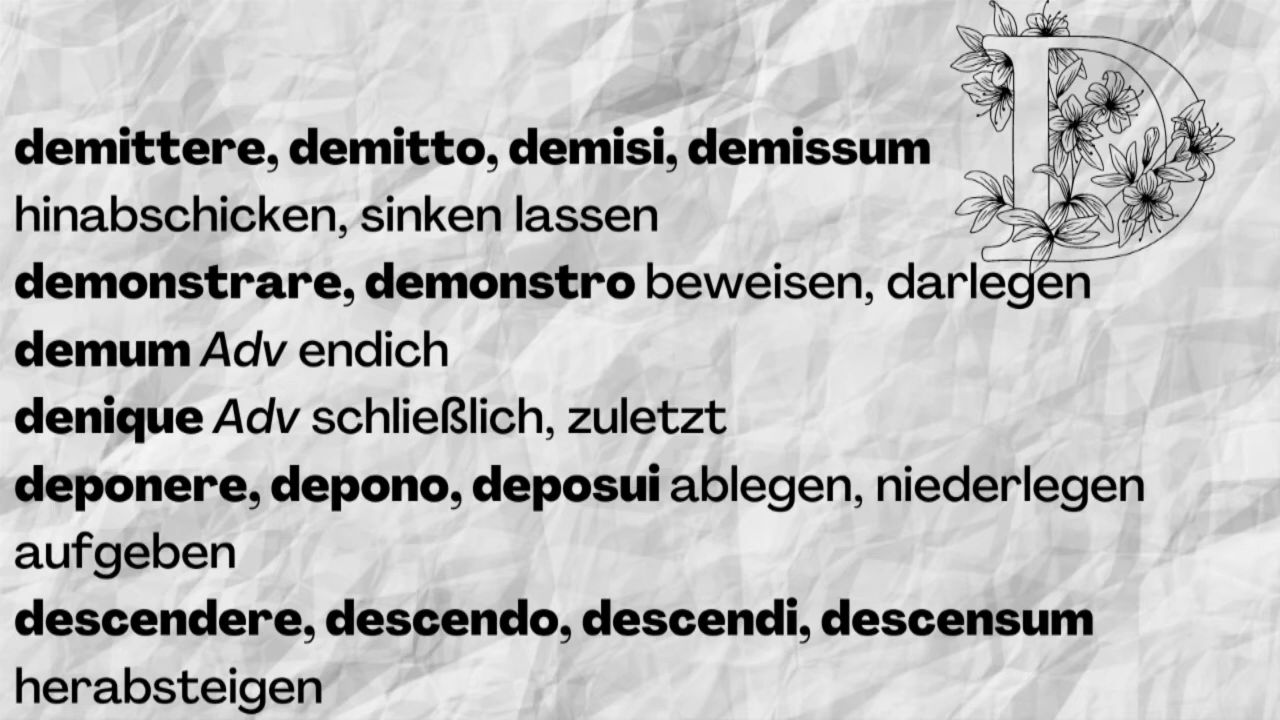 D
demittere, demitto, demisi, demissum
hinabschicken, sinken lassen
demonstrare, demonstro beweisen, darlegen
demum Adv endich
denique Adv schließlich, zuletzt
deponere, depono, deposui ablegen, niederlegen
aufgeben
descendere, descendo, descendi, descensum
herabsteigen